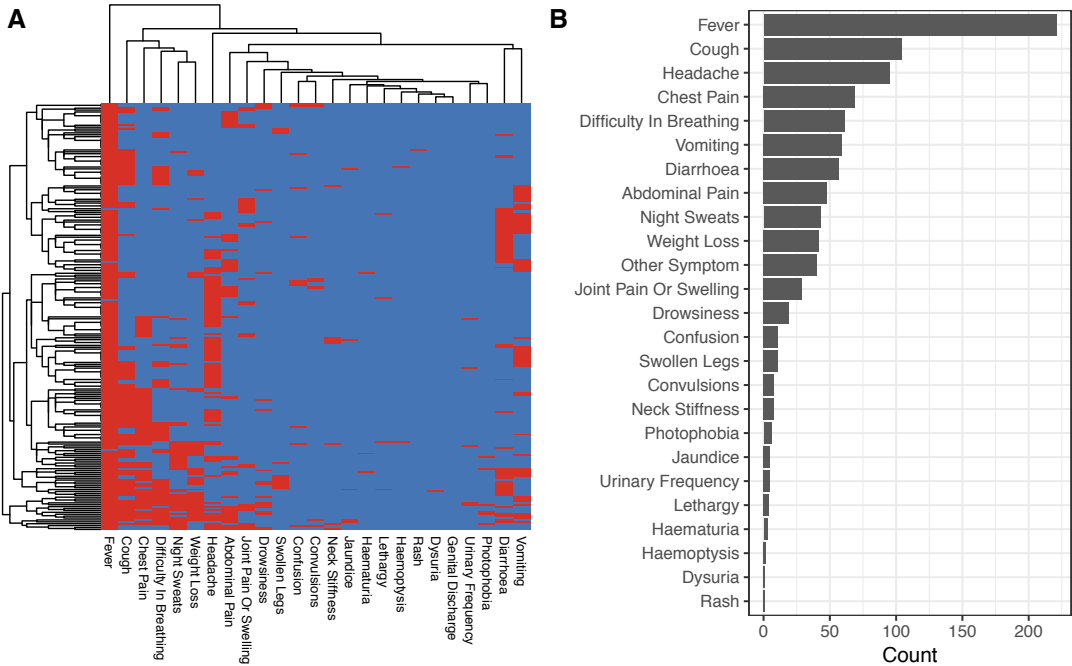 A
Fever
Cough
Chest Pain
Difficulty In Breathing
Night Sweats
Weight Loss
Headache
Abdominal Pain
Joint Pain Or Swelling
Drowsiness
Swollen Legs
Confusion
Convulsions
Neck Stiffness
Jaundice
Haematuria
Lethargy
Haemoptysis
Rash
Dysuria
Genital Discharge
Urinary Frequency
Photophobia
Diarrhoea
Vomiting
B
Fever
Cough
Headache
Chest Pain
Difficulty In Breathing
Vomiting
Diarrhoea
Abdominal Pain
Night Sweats
Weight Loss
Other Symptom
Joint Pain Or Swelling
Drowsiness
Confusion
Swollen Legs
Convulsions
Neck Stiffness
Photophobia
Jaundice
Urinary Frequency
Lethargy
Haematuria
Haemoptysis
Dysuria
Rash
0 50 100 150 200
Count